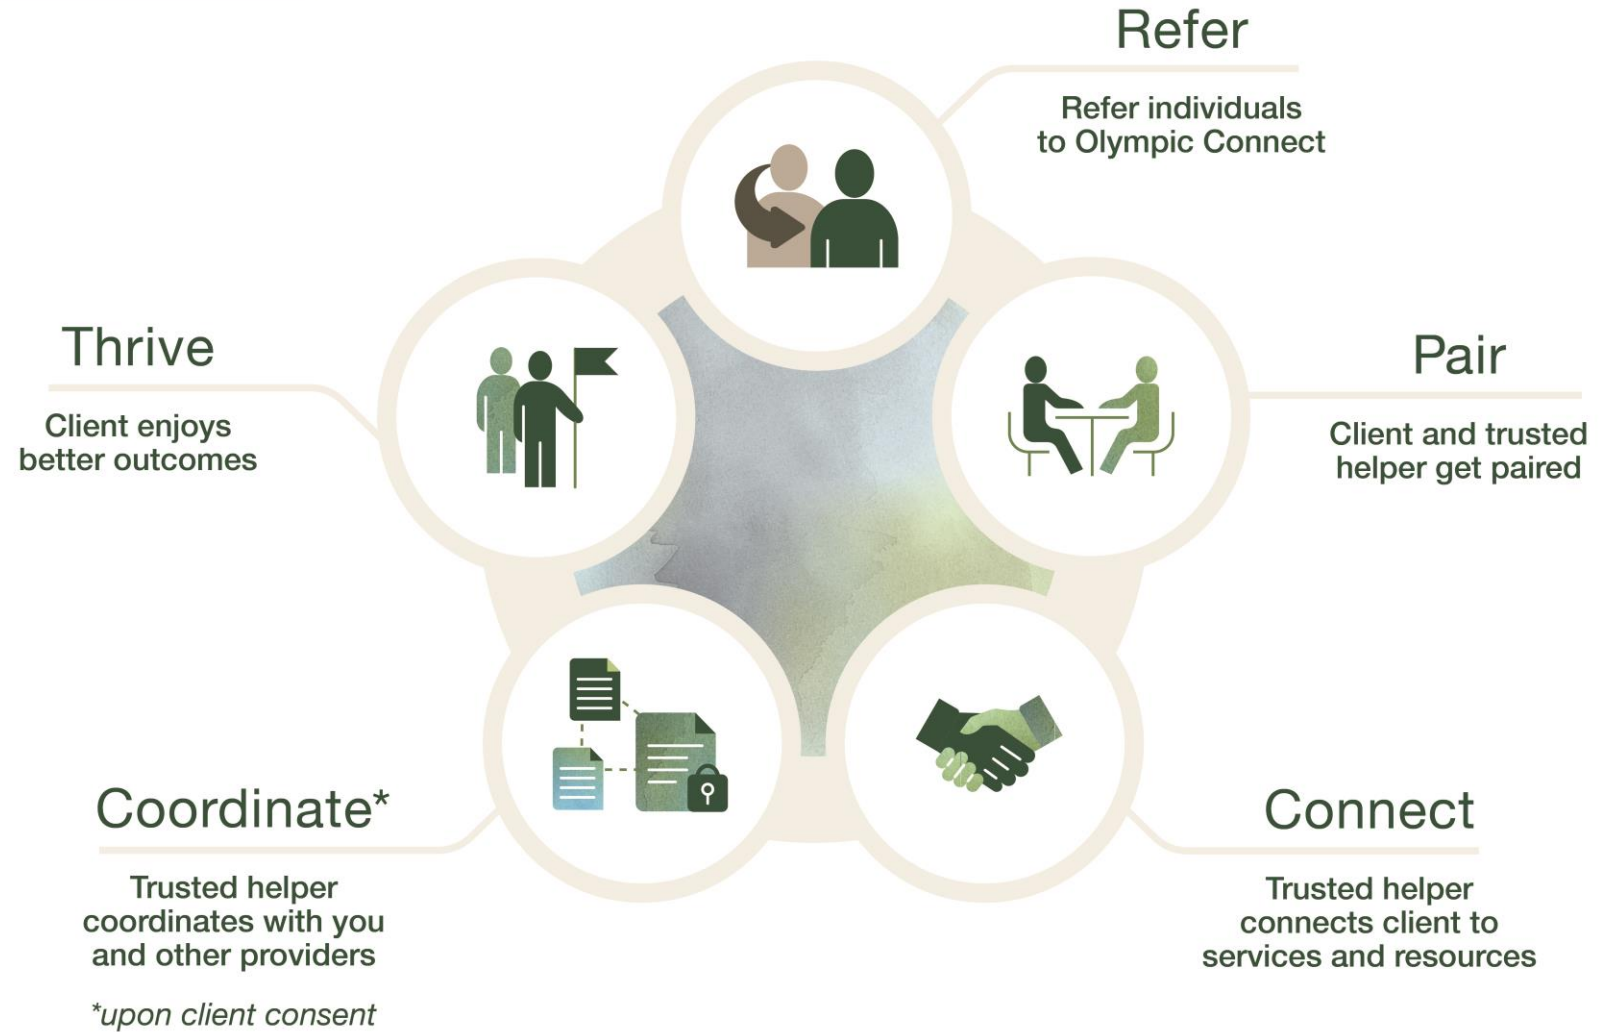 Refer
Refer individuals
to Olympic Connect
Pair
Client and trusted
helper get paired
Connect
Trusted helper
connects client to
services and resources
Coordinate*
Trusted helper
coordinates with you
and other providers
*upon client consent
Thrive
Client enjoys
better outcomes